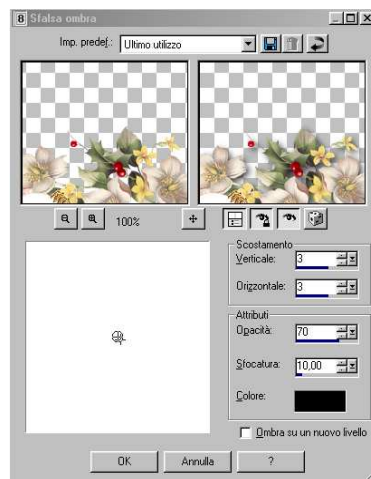 8 Sfalsa ombra
Imp. predef.: Ultimo utilizzo
100%
Scostamento
Verticale: 3
Orizzontale: 3
Attributi
Opacità: 70
Sfocatura: 10,00
Colore:
Ombra su un nuovo livello
OK Annulla ?